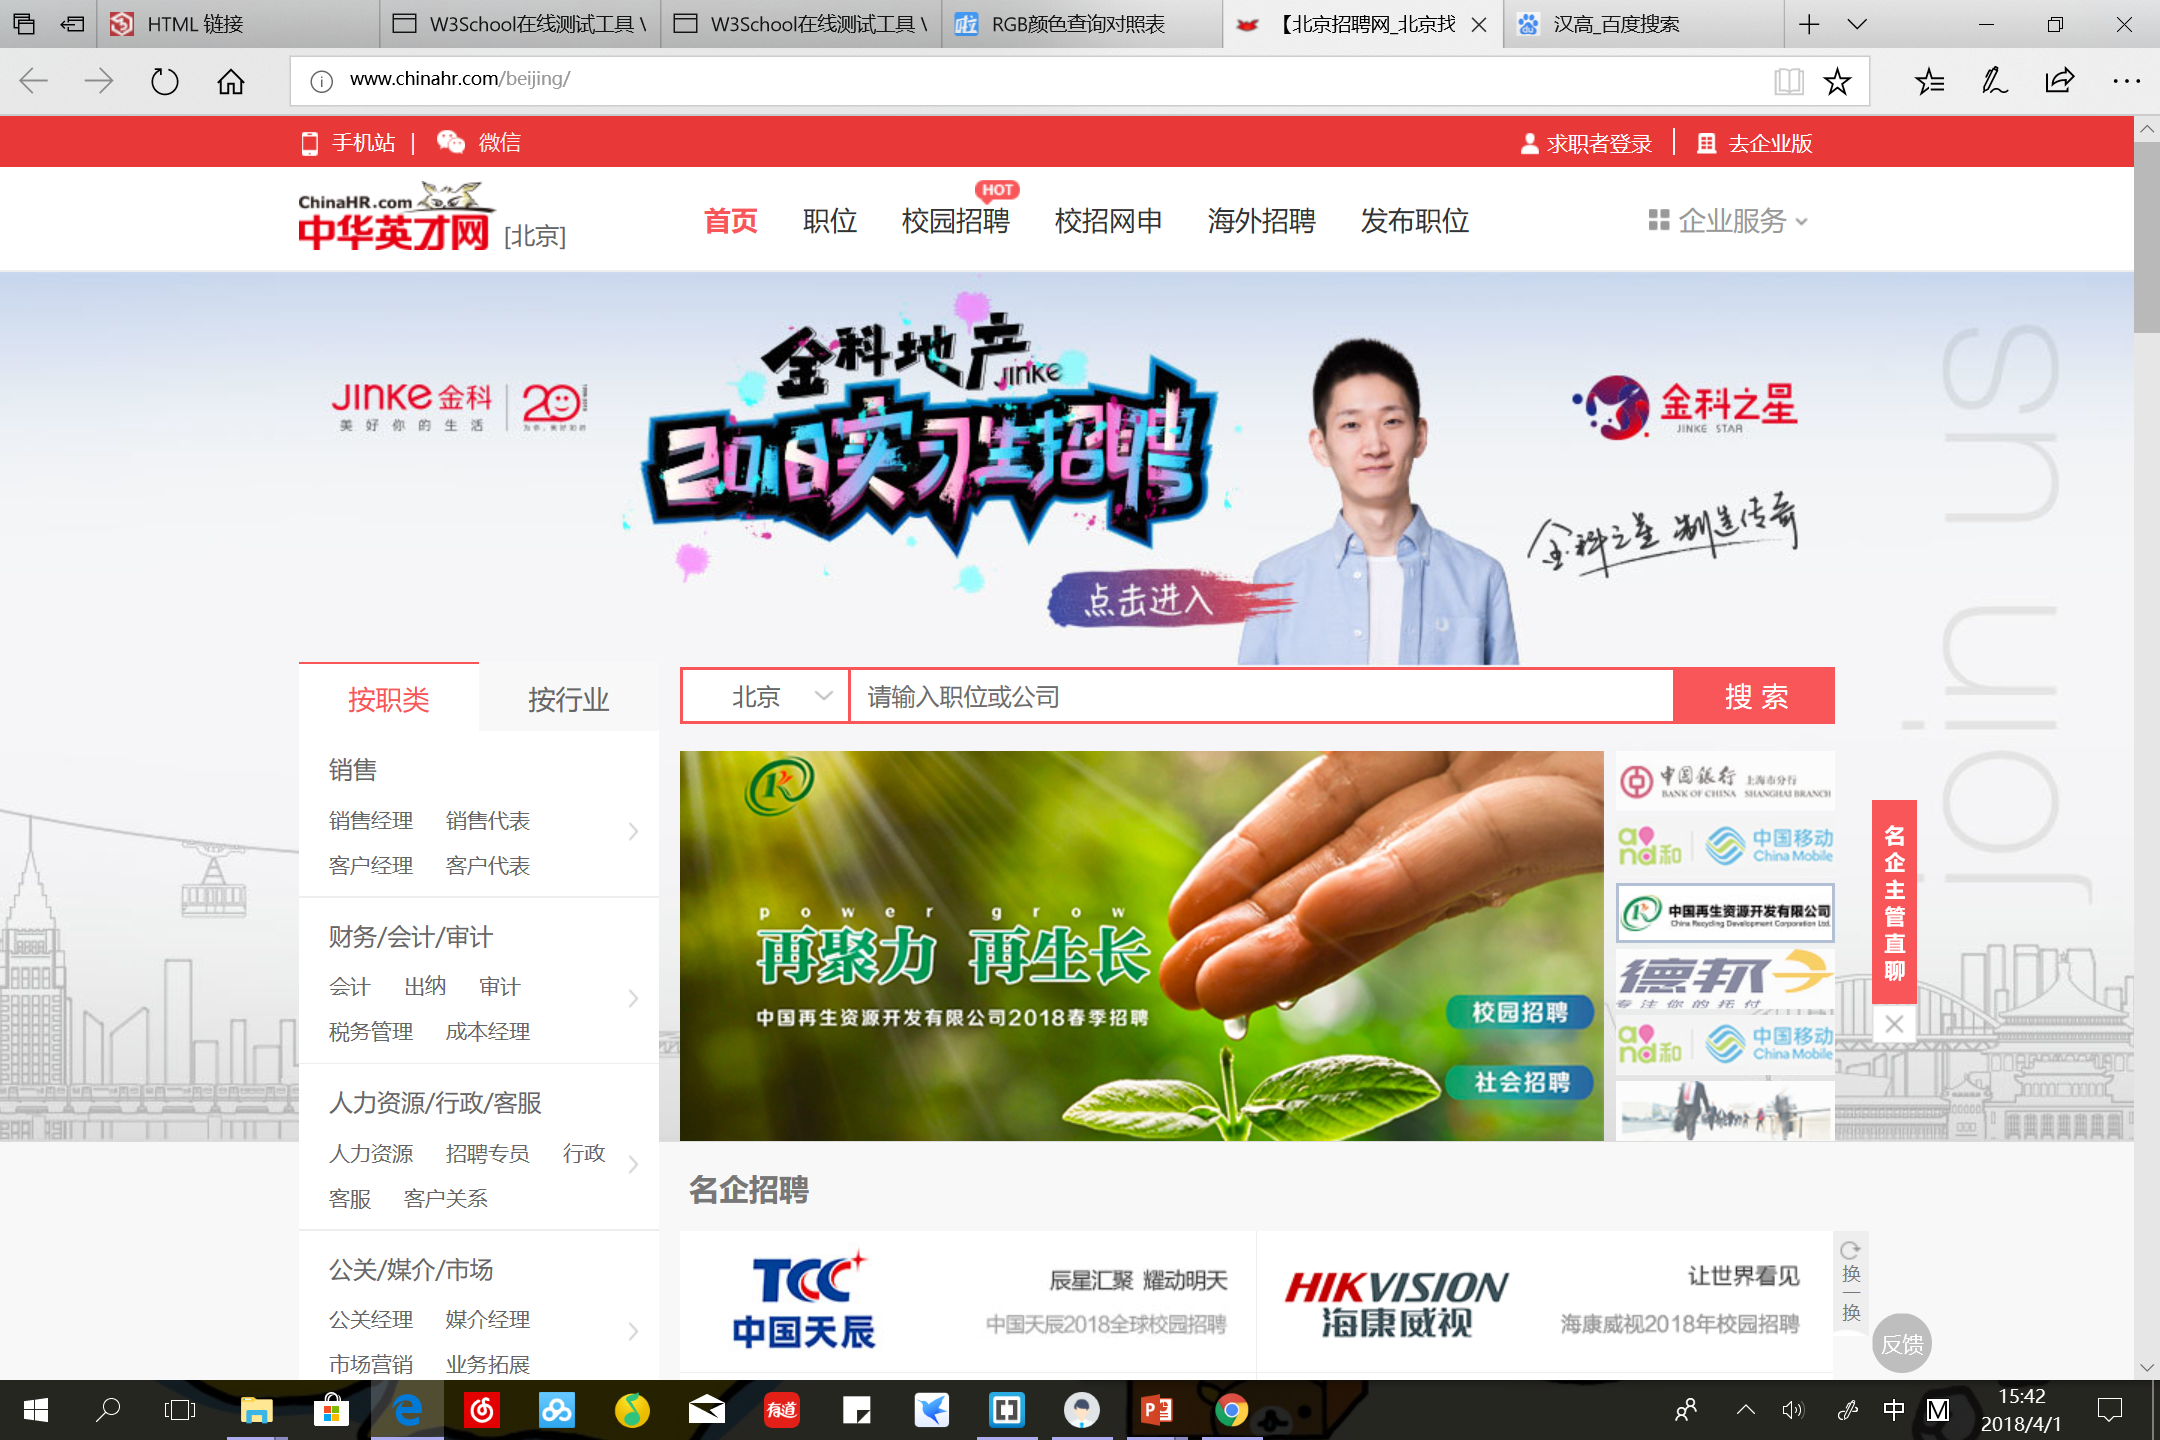 HTML 链接
W3School在线测试工具 \
W3School在线测试工具 \
RGB颜色查询对照表
【北京招聘网_北京找
汉高_百度搜索
www.chinahr.com/beijing/
手机站 | 微信
求职者登录 | 去企业版
ChinaHR.com
中华英才网 [北京]
首页 职位 校园招聘 校招网申 海外招聘 发布职位
HOT
企业服务
金科地产
JINKE
2018实习生招聘
JINKE 金科
美好你的生活
20
金科之星
JINKE STAR
金科之星 制造传奇
点击进入
join us
按职类 按行业
北京 请输入职位或公司 搜 索
销售
销售经理 销售代表
客户经理 客户代表
财务/会计/审计
会计 出纳 审计
税务管理 成本经理
人力资源/行政/客服
人力资源 招聘专员 行政
客服 客户关系
公关/媒介/市场
公关经理 媒介经理
市场营销 业务拓展
power grow
再聚力 再生长
中国再生资源开发有限公司2018春季招聘
校园招聘
社会招聘
中国银行 上海市分行
BANK OF CHINA SHANGHAI BRANCH
and和 中国移动
China Mobile
中国再生资源开发有限公司
China Recycling Development Corporation Ltd.
德邦
专注你的托付
and和 中国移动
China Mobile
名企主管直聊
名企招聘
TCC
中国天辰
辰星汇聚 耀动明天
中国天辰2018全球校园招聘
HIKVISION
海康威视
让世界看见
海康威视2018年校园招聘
换一换
反馈
有道
中
M
15:42
2018/4/1